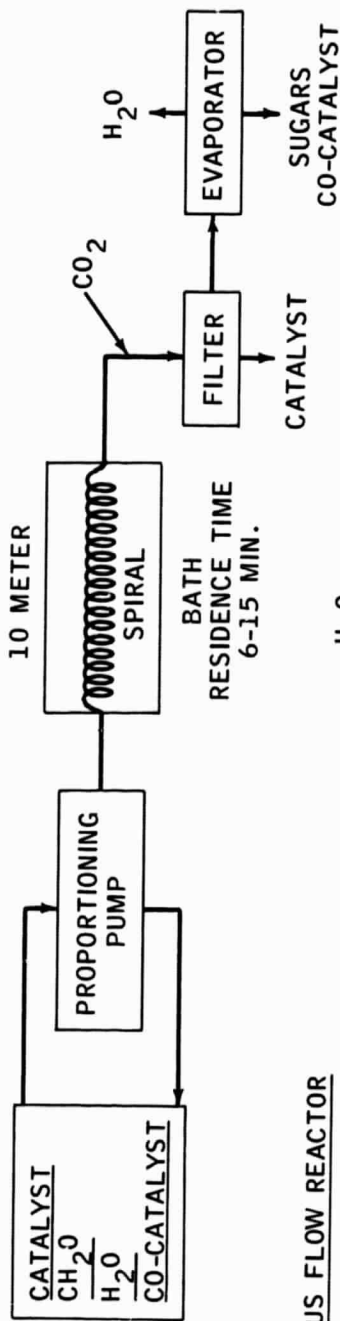 CATALYST
CH₂O
H₂O
CO-CATALYST
PROPORTIONING
PUMP
10 METER
SPIRAL
BATH
RESIDENCE TIME
6-15 MIN.
CO₂
FILTER
CATALYST
H₂O
EVAPORATOR
SUGARS
CO-CATALYST
US FLOW REACTOR